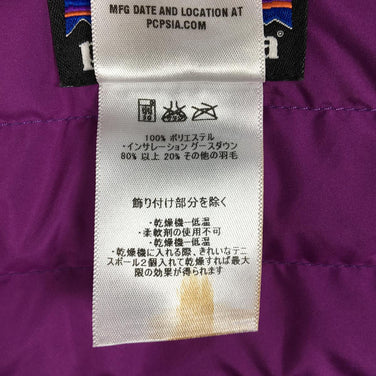 MFG DATE AND LOCATION AT
PCPSIA.COM
100% ポリエステル
・インサレーション グースダウン
80% 以上 20% その他の羽毛
飾り付け部分を除く
・乾燥機ー低温
・柔軟剤の使用不可
・乾燥機ー低温
・乾燥機に入れる際、きれいなテニ
スボール2個入れて乾燥すれば最大
限の効果が得られます